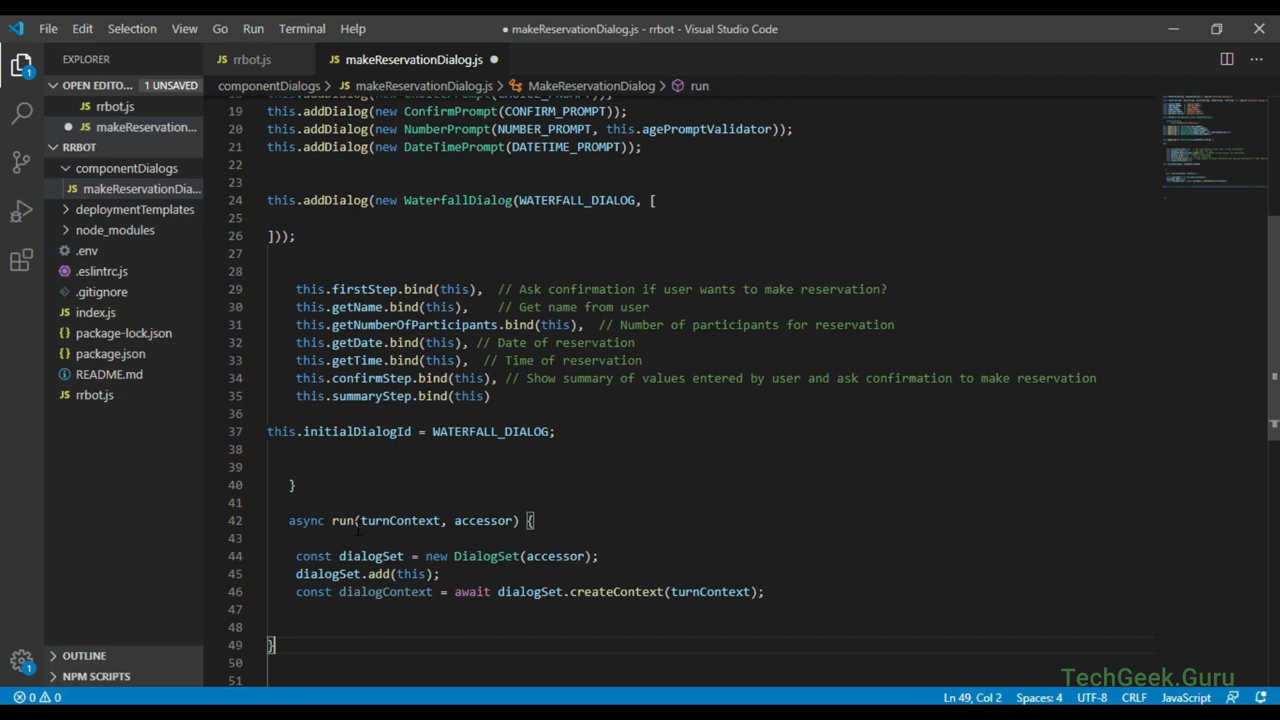 File Edit Selection View Go Run Terminal Help
● makeReservationDialog.js - rrbot - Visual Studio Code
EXPLORER
rrbot.js
makeReservationDialog.js ●
OPEN EDITO... 1 UNSAVED
componentDialogs > makeReservationDialog.js > MakeReservationDialog > run
rrbot.js
● makeReservation...
RRBOT
componentDialogs
makeReservationDia...
deploymentTemplates
node_modules
.env
.eslintrc.js
.gitignore
index.js
package-lock.json
package.json
README.md
rrbot.js
OUTLINE
NPM SCRIPTS
19 this.addDialog(new ConfirmPrompt(CONFIRM_PROMPT));
20 this.addDialog(new NumberPrompt(NUMBER_PROMPT, this.agePromptValidator));
21 this.addDialog(new DateTimePrompt(DATETIME_PROMPT));
22
23
24 this.addDialog(new WaterfallDialog(WATERFALL_DIALOG, [
25
26 ]));
27
28
29 this.firstStep.bind(this), // Ask confirmation if user wants to make reservation?
30 this.getName.bind(this), // Get name from user
31 this.getNumberOfParticipants.bind(this), // Number of participants for reservation
32 this.getDate.bind(this), // Date of reservation
33 this.getTime.bind(this), // Time of reservation
34 this.confirmStep.bind(this), // Show summary of values entered by user and ask confirmation to make reservation
35 this.summaryStep.bind(this)
36
37 this.initialDialogId = WATERFALL_DIALOG;
38
39
40 }
41
42 async run(turnContext, accessor) {
43
44 const dialogSet = new DialogSet(accessor);
45 dialogSet.add(this);
46 const dialogContext = await dialogSet.createContext(turnContext);
47
48
49 }
50
51
TechGeek.Guru
0 0
Ln 49, Col 2 Spaces: 4 UTF-8 CRLF JavaScript